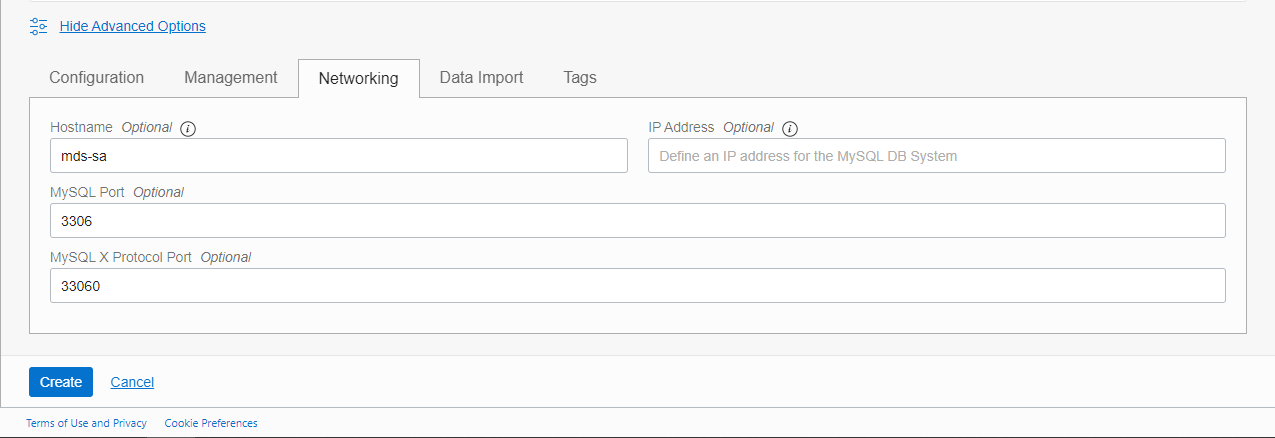 Hide Advanced Options
Configuration Management Networking Data Import Tags
Hostname Optional IP Address Optional
mds-sa Define an IP address for the MySQL DB System
MySQL Port Optional
3306
MySQL X Protocol Port Optional
33060
Create Cancel
Terms of Use and Privacy Cookie Preferences